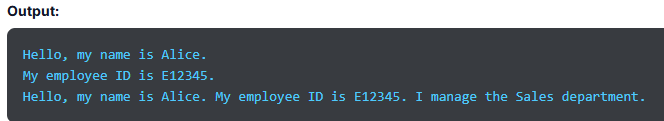 Output:
Hello, my name is Alice.
My employee ID is E12345.
Hello, my name is Alice. My employee ID is E12345. I manage the Sales department.